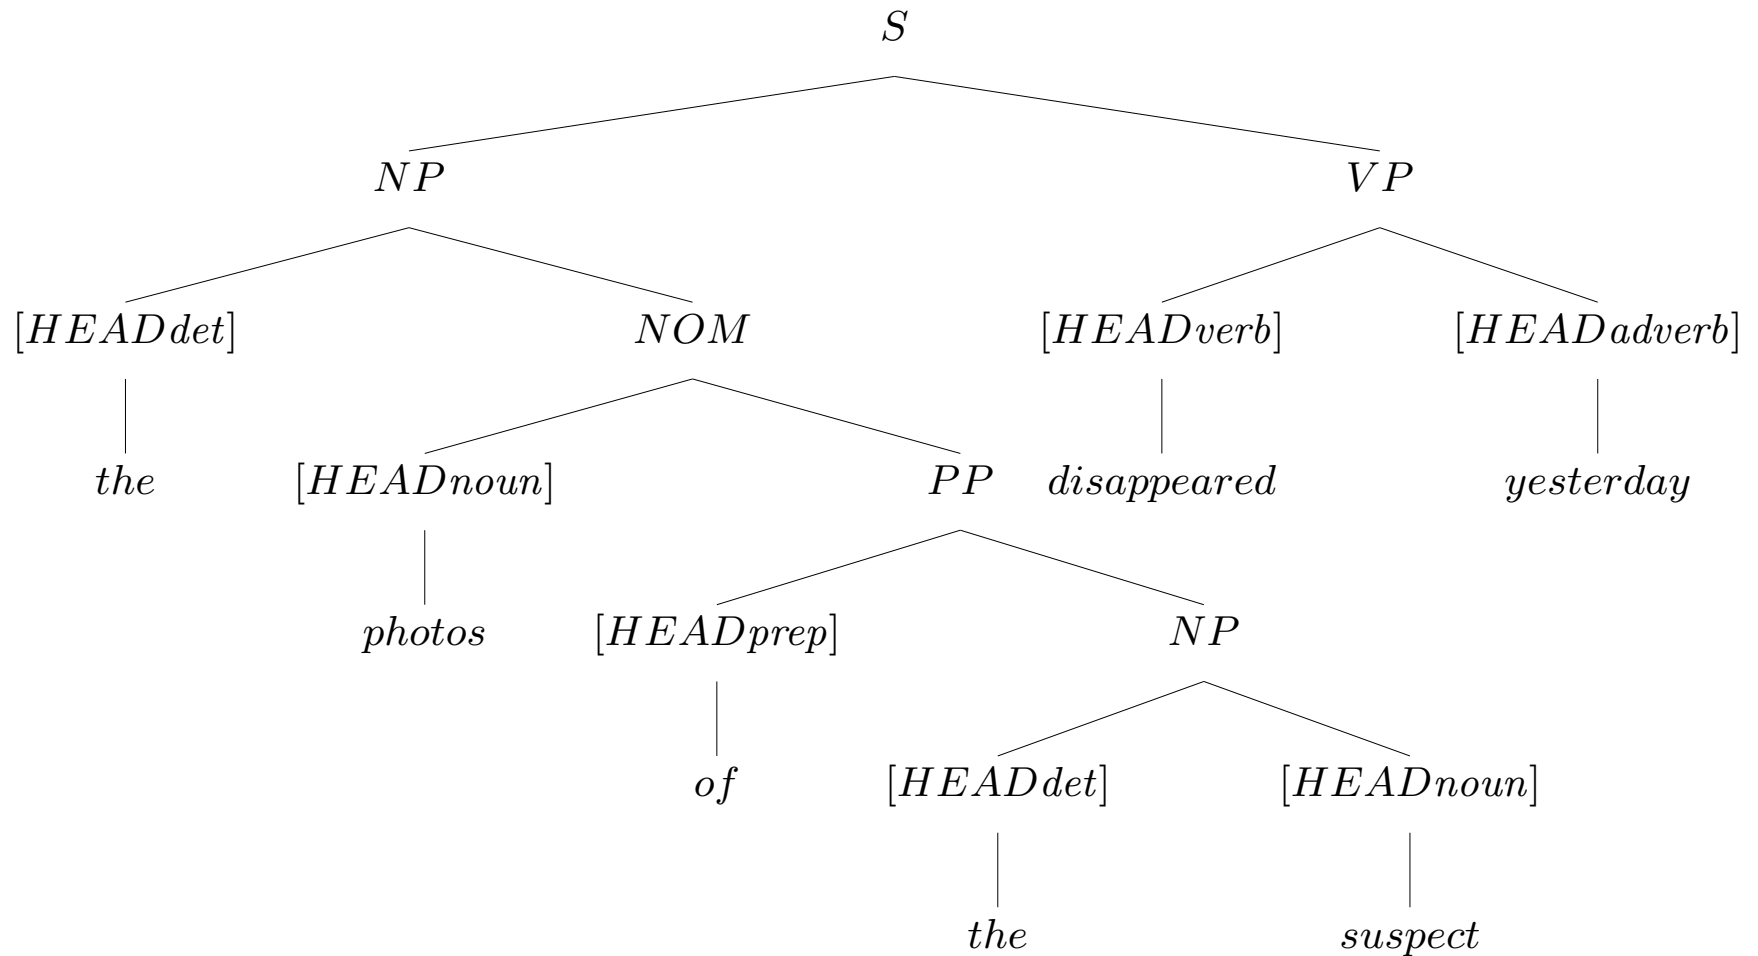 S
NP VP
[HEADdet] NOM [HEADverb] [HEADadverb]
the [HEADnoun] PP disappeared yesterday
photos [HEADprep] NP
of [HEADdet] [HEADnoun]
the suspect